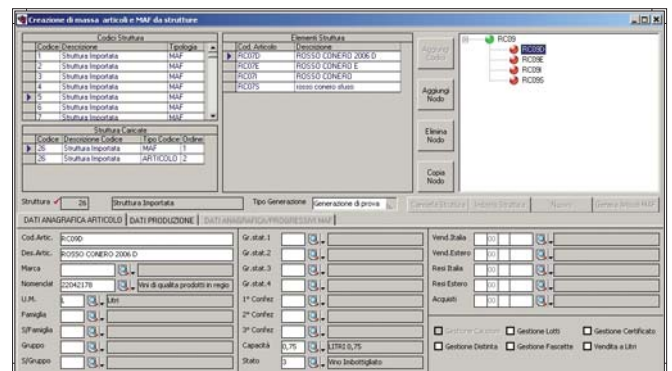 Creazione di massa articoli e MAF da strutture
Codici Struttura
Codice Descrizione Tipologia
1 Struttura Importata MAF
2 Struttura Importata MAF
3 Struttura Importata MAF
4 Struttura Importata MAF
5 Struttura Importata MAF
6 Struttura Importata MAF
7 Struttura Importata MAF
Strutture Caricate
Codice Descrizione Codice Tipo Codice Ordine
26 Struttura Importata MAF 1
26 Struttura Importata ARTICOLO 2
Elementi Struttura
Cod. Articolo Descrizione
RC07D ROSSO CONERO 2006 D
RC07E ROSSO CONERO E
RC07I ROSSO CONERO
RC07S rosso conero sfuso
Aggiungi Codici
Aggiungi Nodo
Elimina Nodo
Copia Nodo
RC09
RC09D
RC09E
RC09I
RC09S
Struttura 26 Struttura Importata Tipo Generazione Generazione di prova Cancella Struttura Importa Struttura Nuovo Genera Articoli MAF
DATI ANAGRAFICA ARTICOLO DATI PRODUZIONE DATI ANAGRAFICA/PROGRESSIVI MAF
Cod.Artic. RC09D
Des.Artic. ROSSO CONERO 2006 D
Marca
Nomenclat 22042178 Vini di qualita prodotti in regio
U.M. L Litri
Famiglia
S/Famiglia
Gruppo
S/Gruppo
Gr.stat.1
Gr.stat.2
Gr.stat.3
Gr.stat.4
1° Confez
2° Confez
3° Confez
Capacità 0,75 LITRI 0,75
Stato 3 Vino Imbottigliato
Vend.Italia 00
Vend.Estero 00
Resi Italia 00
Resi Estero 00
Acquisti 00
Gestione Lotti Gestione Certificato
Gestione Distinta Gestione Fascette Vendita a Litri